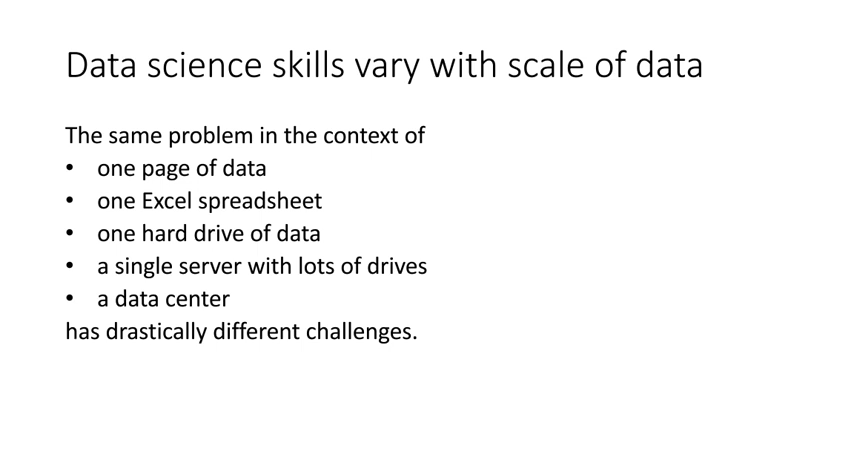 Data science skills vary with scale of data
The same problem in the context of
• one page of data
• one Excel spreadsheet
• one hard drive of data
• a single server with lots of drives
• a data center
has drastically different challenges.